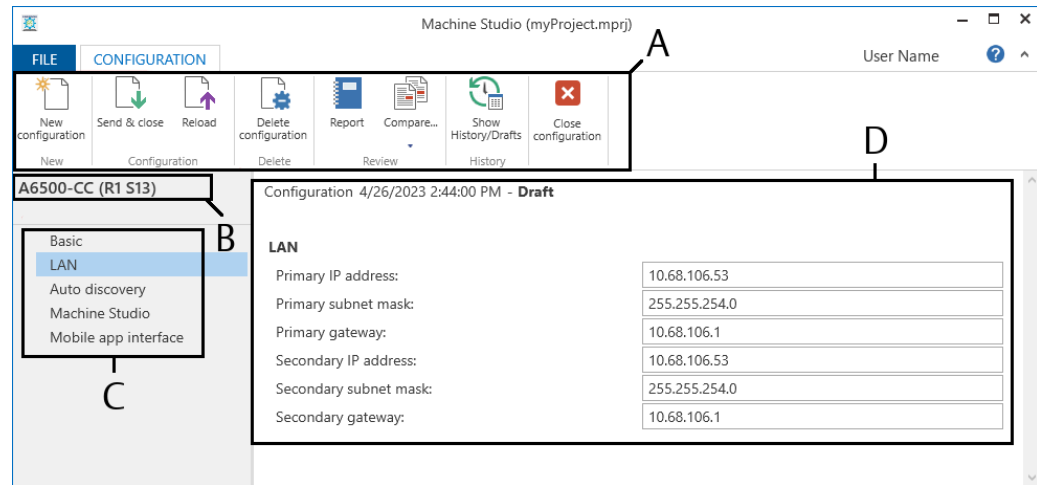 Machine Studio (myProject.mprj)
A
FILE CONFIGURATION User Name ?
New configuration Send & close Reload Delete configuration Report Compare... Show History/Drafts Close configuration
New Configuration Delete Review History
D
A6500-CC (R1 S13)
B
Configuration 4/26/2023 2:44:00 PM - Draft
Basic
LAN
Auto discovery
Machine Studio
Mobile app interface
C
LAN
Primary IP address: 10.68.106.53
Primary subnet mask: 255.255.254.0
Primary gateway: 10.68.106.1
Secondary IP address: 10.68.106.53
Secondary subnet mask: 255.255.254.0
Secondary gateway: 10.68.106.1